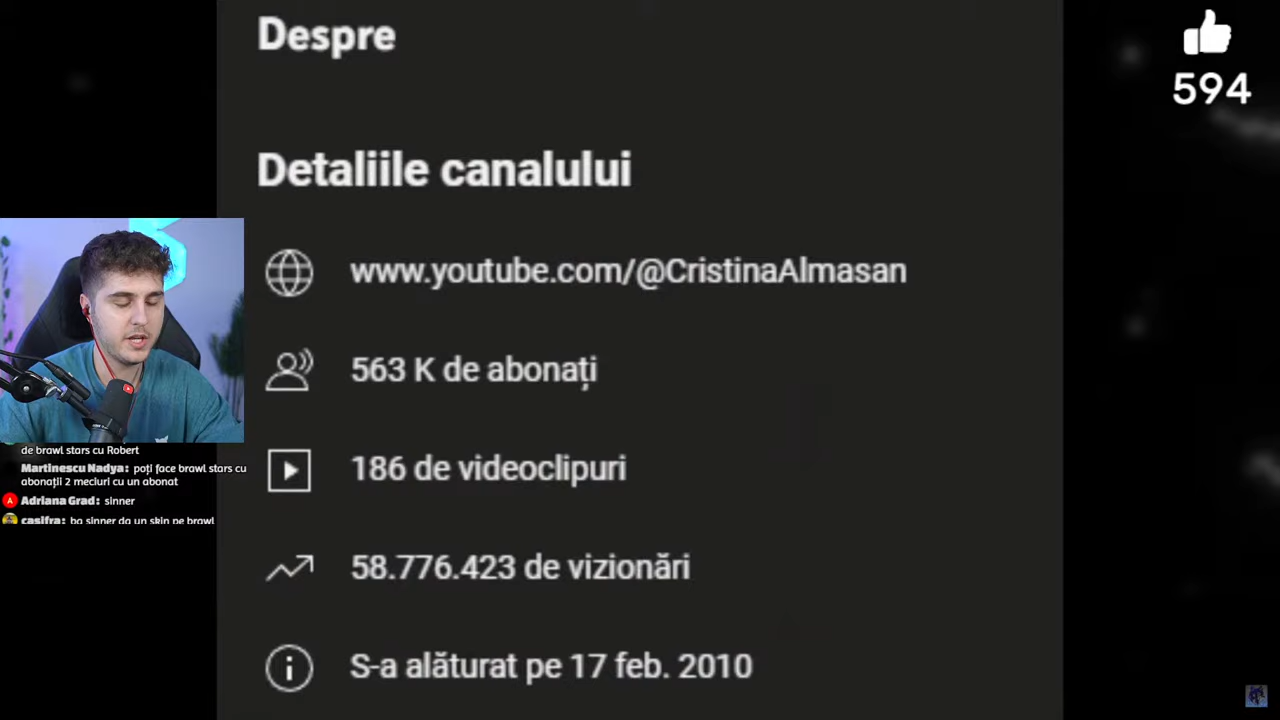 Despre
594
Detaliile canalului
www.youtube.com/@CristinaAlmasan
563 K de abonați
186 de videoclipuri
58.776.423 de vizionări
S-a alăturat pe 17 feb. 2010
de brawl stars cu Robert
Martinescu Nadya: poți face brawl stars cu
abonații 2 meciuri cu un abonat
A Adriana Grad: sinner
casifra: ba sinner da un skin pe brawl